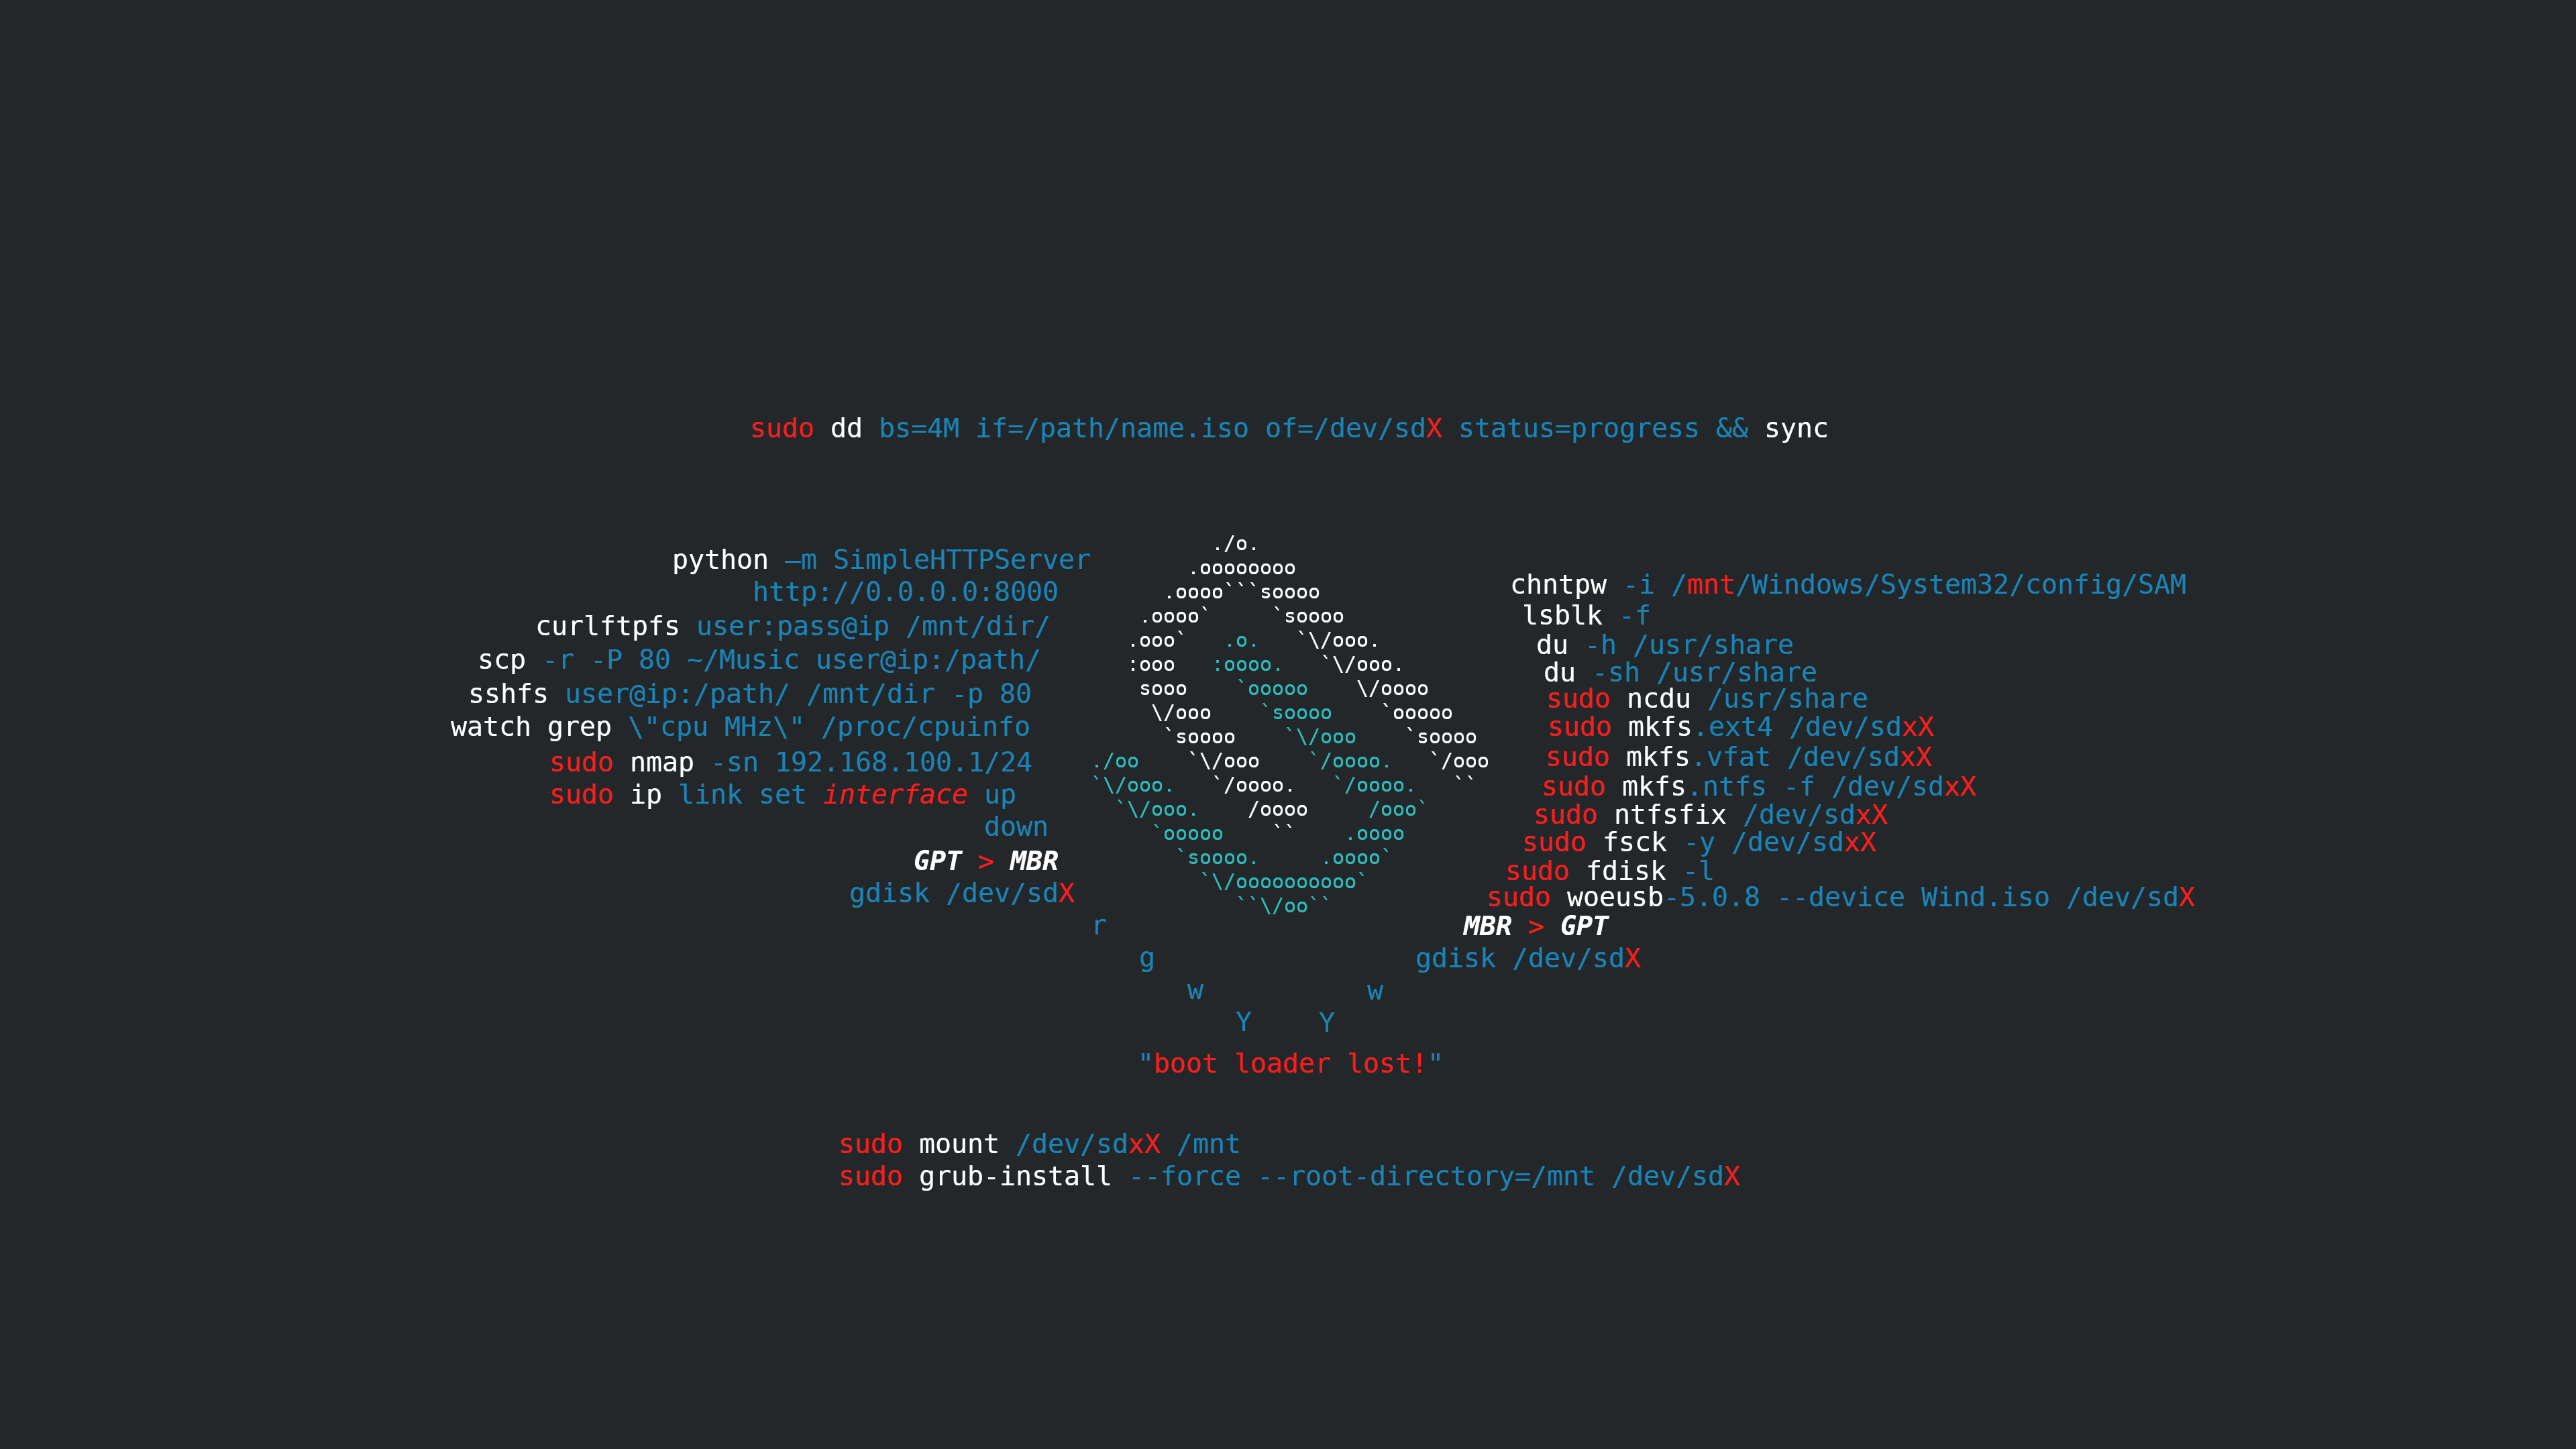 sudo dd bs=4M if=/path/name.iso of=/dev/sdX status=progress && sync
python –m SimpleHTTPServer
http://0.0.0.0:8000
curlftpfs user:pass@ip /mnt/dir/
scp -r -P 80 ~/Music user@ip:/path/
sshfs user@ip:/path/ /mnt/dir -p 80
watch grep \"cpu MHz\" /proc/cpuinfo
sudo nmap -sn 192.168.100.1/24
sudo ip link set interface up
down
GPT > MBR
gdisk /dev/sdX
r
g
w
Y
./o.
.oooooooo
.oooo```soooo
.oooo`     `soooo
.ooo`   .o.   `\/ooo.
:ooo   :oooo.   `\/ooo.
sooo    `ooooo    \/oooo
\/ooo    `soooo    `ooooo
`soooo    `\/ooo    `soooo
./oo    `\/ooo    `/oooo.   `/ooo
`\/ooo.   `/oooo.   `/oooo.   ``
`\/ooo.    /oooo     /ooo`
`ooooo    ``    .oooo
`soooo.     .oooo`
`\/oooooooooo`
``\/oo``
chntpw -i /mnt/Windows/System32/config/SAM
lsblk -f
du -h /usr/share
du -sh /usr/share
sudo ncdu /usr/share
sudo mkfs.ext4 /dev/sdxX
sudo mkfs.vfat /dev/sdxX
sudo mkfs.ntfs -f /dev/sdxX
sudo ntfsfix /dev/sdxX
sudo fsck -y /dev/sdxX
sudo fdisk -l
sudo woeusb-5.0.8 --device Wind.iso /dev/sdX
MBR > GPT
gdisk /dev/sdX
w
Y
"boot loader lost!"
sudo mount /dev/sdxX /mnt
sudo grub-install --force --root-directory=/mnt /dev/sdX